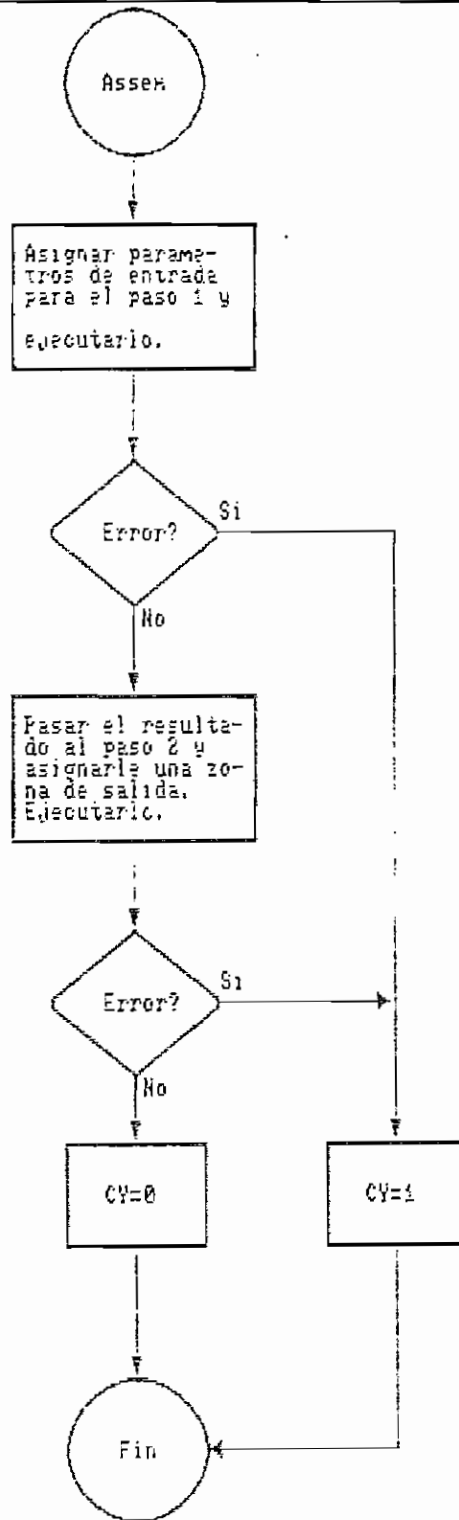 Assem
Asignar parame-
tros de entrada
para el paso 1 y
ejecutarlo.
Error?
Si
No
Pasar el resulta-
do al paso 2 y
asignarle una zo-
na de salida.
Ejecutarlo.
Error?
Si
No
CY=0
CY=1
Fin